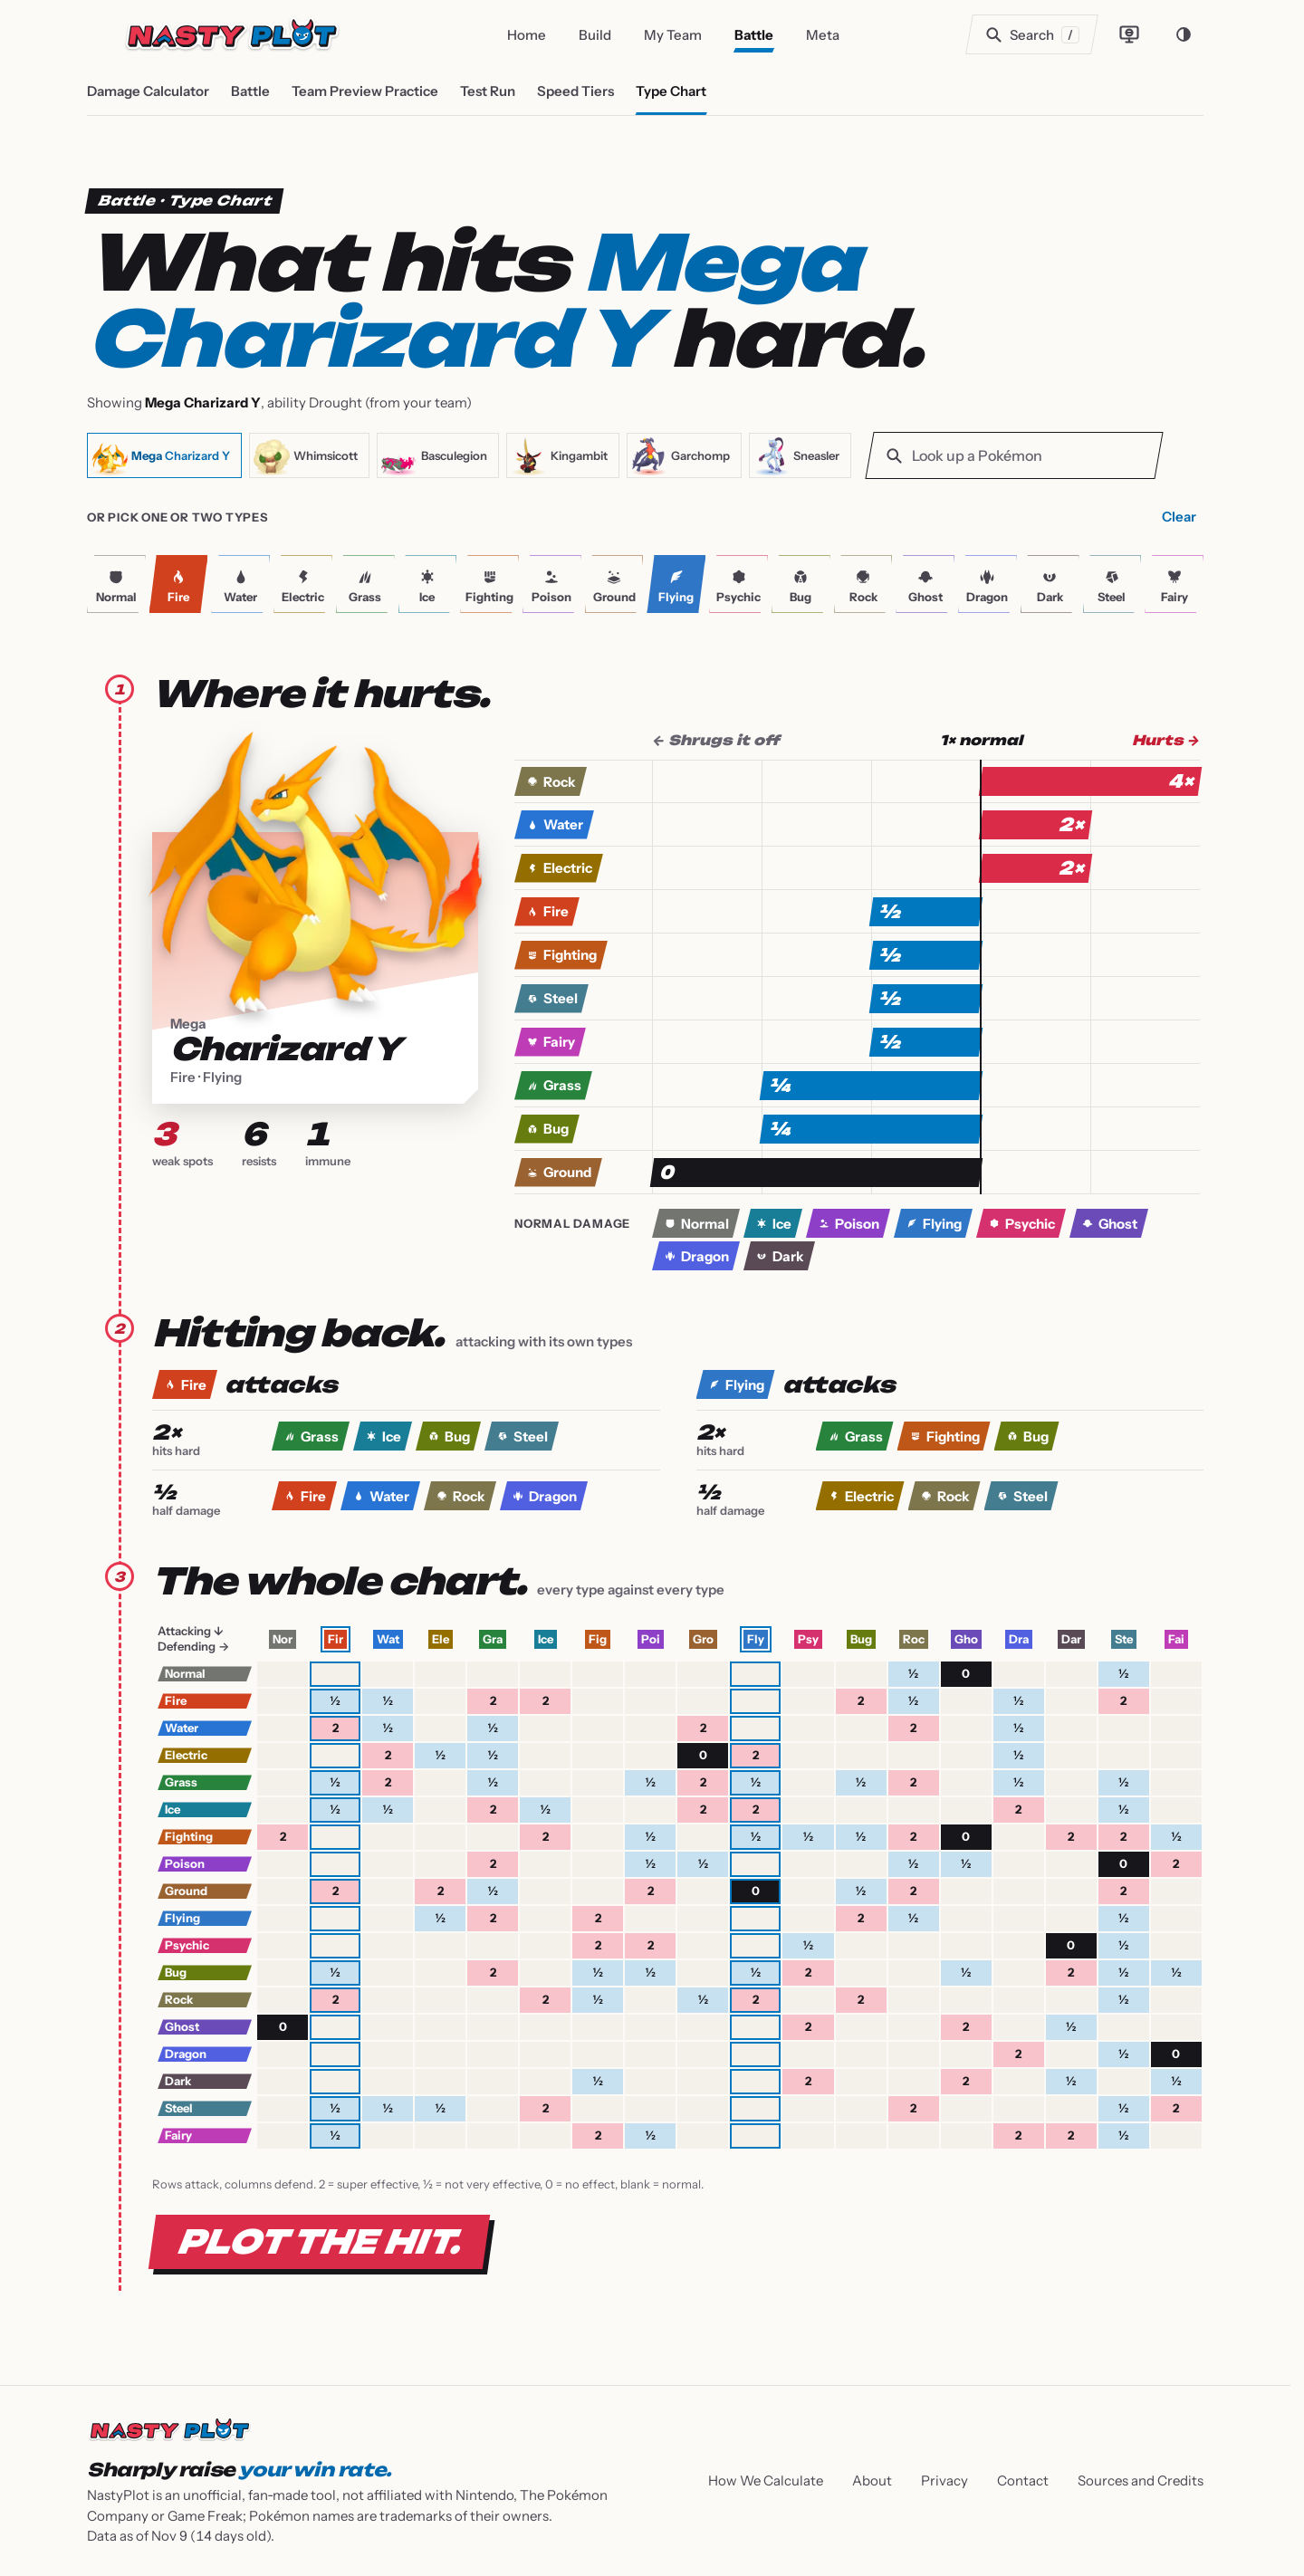 NASTY PLOT
Home Build My Team Battle Meta Search /
Damage Calculator Battle Team Preview Practice Test Run Speed Tiers Type Chart
Battle · Type Chart
What hits Mega
Charizard Y hard.
Showing Mega Charizard Y, ability Drought (from your team)
Mega Charizard Y Whimsicott Basculegion Kingambit Garchomp Sneasler Look up a Pokémon
OR PICK ONE OR TWO TYPES Clear
Normal Fire Water Electric Grass Ice Fighting Poison Ground Flying Psychic Bug Rock Ghost Dragon Dark Steel Fairy
1 Where it hurts.
← Shrugs it off 1× normal Hurts →
Rock 4×
Water 2×
Electric 2×
Fire ½
Fighting ½
Steel ½
Fairy ½
Grass ¼
Bug ¼
Ground 0
NORMAL DAMAGE Normal Ice Poison Flying Psychic Ghost
Dragon Dark
Mega
Charizard Y
Fire · Flying
3 6 1
weak spots resists immune
2 Hitting back. attacking with its own types
Fire attacks
2× Grass Ice Bug Steel
hits hard
½ Fire Water Rock Dragon
half damage
Flying attacks
2× Grass Fighting Bug
hits hard
½ Electric Rock Steel
half damage
3 The whole chart. every type against every type
Attacking ↓
Defending →
Nor Fir Wat Ele Gra Ice Fig Poi Gro Fly Psy Bug Roc Gho Dra Dar Ste Fai
Normal ½ 0 ½
Fire ½ ½ 2 2 2 ½ ½ 2
Water 2 ½ ½ 2 2 ½
Electric 2 ½ ½ 0 2 ½
Grass ½ 2 ½ ½ 2 ½ ½ 2 ½ ½
Ice ½ ½ 2 ½ 2 2 2 ½
Fighting 2 2 ½ ½ ½ ½ 2 0 2 2 ½
Poison 2 ½ ½ ½ ½ 0 2
Ground 2 2 ½ 2 0 ½ 2 2
Flying ½ 2 2 2 ½ ½
Psychic 2 2 ½ 0 ½
Bug ½ 2 ½ ½ ½ 2 ½ 2 ½ ½
Rock 2 2 ½ ½ 2 2 ½
Ghost 0 2 2 ½
Dragon 2 ½ 0
Dark ½ 2 2 ½ ½
Steel ½ ½ ½ 2 2 ½ 2
Fairy ½ 2 ½ 2 2 ½
Rows attack, columns defend. 2 = super effective, ½ = not very effective, 0 = no effect, blank = normal.
PLOT THE HIT.
NASTY PLOT
Sharply raise your win rate.
NastyPlot is an unofficial, fan-made tool, not affiliated with Nintendo, The Pokémon
Company or Game Freak; Pokémon names are trademarks of their owners.
Data as of Nov 9 (14 days old).
How We Calculate About Privacy Contact Sources and Credits